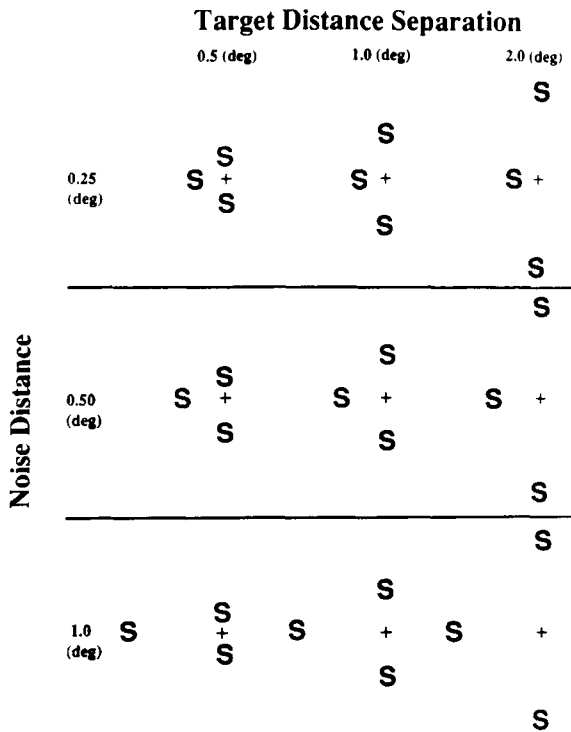 Target Distance Separation
0.5 (deg) 1.0 (deg) 2.0 (deg)
S
S
S
0.25 (deg)
S + S + S +
S
S
S
S
S
S
0.50 (deg)
S + S + S +
S
S
S
Noise Distance
S
S
S
1.0 (deg)
S + S + S +
S
S
S